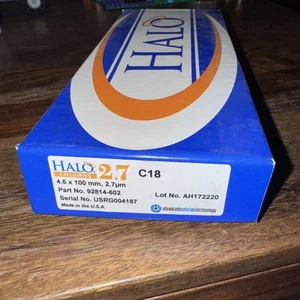 HALO
HALO 2.7 C18
COLUMNS
4.6 x 100 mm, 2.7µm
Part No. 92814-602 Lot No. AH172220
Serial No. USRG004187
Made in the U.S.A. advancedmaterialstechnology